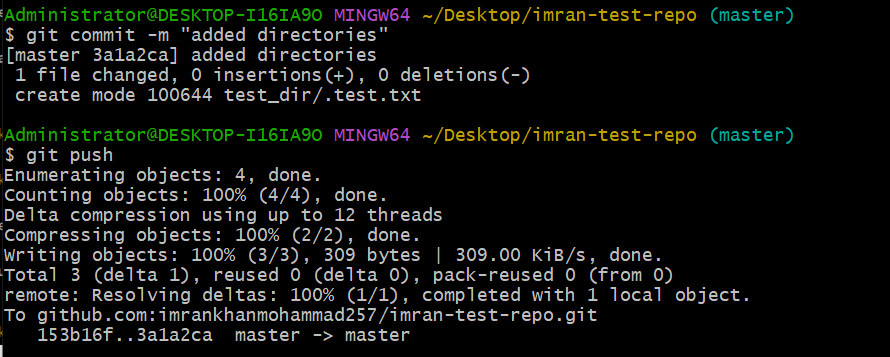 Administrator@DESKTOP-I16IA9O MINGW64 ~/Desktop/imran-test-repo (master)
$ git commit -m "added directories"
[master 3a1a2ca] added directories
 1 file changed, 0 insertions(+), 0 deletions(-)
 create mode 100644 test_dir/.test.txt

Administrator@DESKTOP-I16IA9O MINGW64 ~/Desktop/imran-test-repo (master)
$ git push
Enumerating objects: 4, done.
Counting objects: 100% (4/4), done.
Delta compression using up to 12 threads
Compressing objects: 100% (2/2), done.
Writing objects: 100% (3/3), 309 bytes | 309.00 KiB/s, done.
Total 3 (delta 1), reused 0 (delta 0), pack-reused 0 (from 0)
remote: Resolving deltas: 100% (1/1), completed with 1 local object.
To github.com:imrankhanmohammad257/imran-test-repo.git
   153b16f..3a1a2ca  master -> master